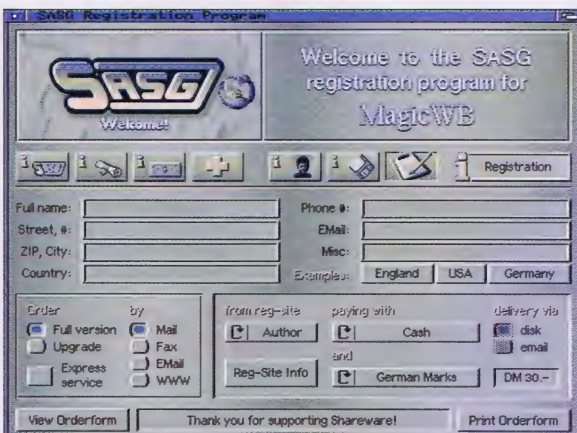 SASG Registration Program
SASG
Welcome!
Welcome to the SASG
registration program for
MagicWB
Registration
Full name:
Street, #:
ZIP, City:
Country:
Phone #:
EMail:
Misc:
Examples: England USA Germany
Order by
Full version
Upgrade
Express
service
Mail
Fax
EMail
WWW
from reg-site
Author
Reg-Site Info
paying with
Cash
and
German Marks
delivery via
disk
email
DM 30.-
View Orderform
Thank you for supporting Shareware!
Print Orderform